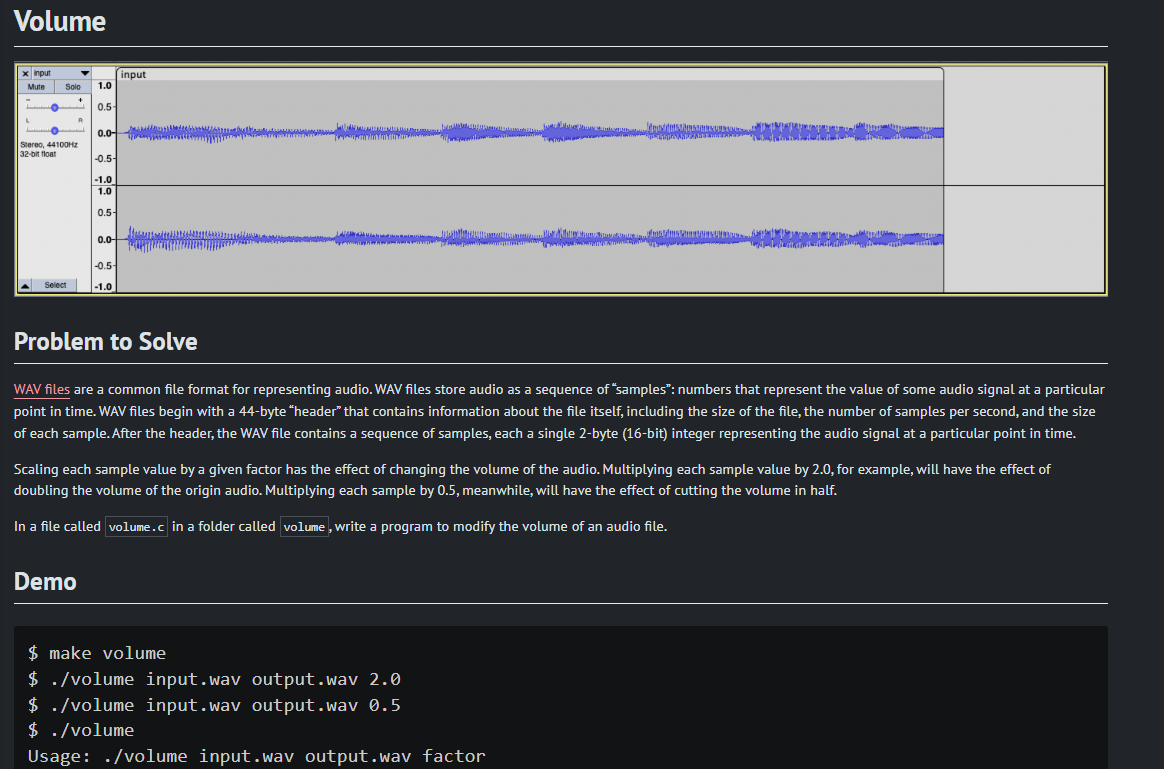 Volume
× input ▼
Mute Solo
- +
L R
Stereo, 44100Hz
32-bit float
▲ Select
input
1.0
0.5-
0.0-
-0.5-
-1.0
1.0
0.5-
0.0-
-0.5-
-1.0
Problem to Solve
WAV files are a common file format for representing audio. WAV files store audio as a sequence of “samples”: numbers that represent the value of some audio signal at a particular
point in time. WAV files begin with a 44-byte “header” that contains information about the file itself, including the size of the file, the number of samples per second, and the size
of each sample. After the header, the WAV file contains a sequence of samples, each a single 2-byte (16-bit) integer representing the audio signal at a particular point in time.
Scaling each sample value by a given factor has the effect of changing the volume of the audio. Multiplying each sample value by 2.0, for example, will have the effect of
doubling the volume of the origin audio. Multiplying each sample by 0.5, meanwhile, will have the effect of cutting the volume in half.
In a file called volume.c in a folder called volume, write a program to modify the volume of an audio file.
Demo
$ make volume
$ ./volume input.wav output.wav 2.0
$ ./volume input.wav output.wav 0.5
$ ./volume
Usage: ./volume input.wav output.wav factor